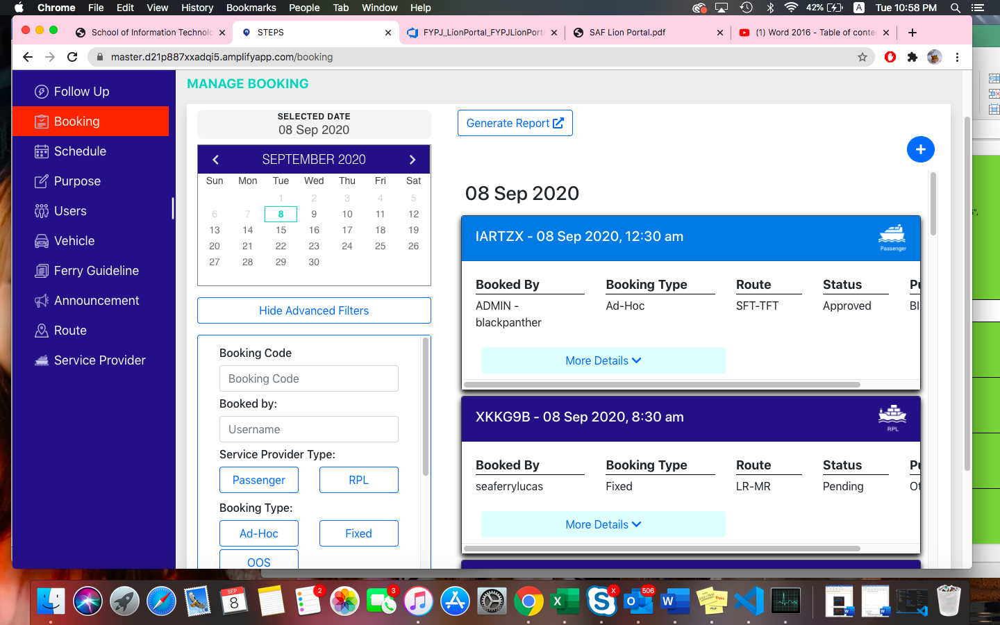 Chrome File Edit View History Bookmarks People Tab Window Help 42% A Tue 10:58 PM
School of Information Technolo STEPS FYPJ_LionPortal_FYPJLionPort SAF Lion Portal.pdf (1) Word 2016 - Table of conte
master.d21p887xxadqi5.amplifyapp.com/booking
Follow Up
Booking
Schedule
Purpose
Users
Vehicle
Ferry Guideline
Announcement
Route
Service Provider
MANAGE BOOKING
SELECTED DATE
08 Sep 2020
SEPTEMBER 2020
Sun Mon Tue Wed Thu Fri Sat
1 2 3 4 5
6 7 8 9 10 11 12
13 14 15 16 17 18 19
20 21 22 23 24 25 26
27 28 29 30
Hide Advanced Filters
Booking Code
Booking Code
Booked by:
Username
Service Provider Type:
Passenger RPL
Booking Type:
Ad-Hoc Fixed
OOS
Generate Report
+
08 Sep 2020
IARTZX - 08 Sep 2020, 12:30 am
Passenger
Booked By Booking Type Route Status Pu
ADMIN - Ad-Hoc SFT-TFT Approved Bl
blackpanther
More Details
XKKG9B - 08 Sep 2020, 8:30 am
RPL
Booked By Booking Type Route Status Pu
seaferrylucas Fixed LR-MR Pending Ot
More Details
SEP
8
2
3
X
506